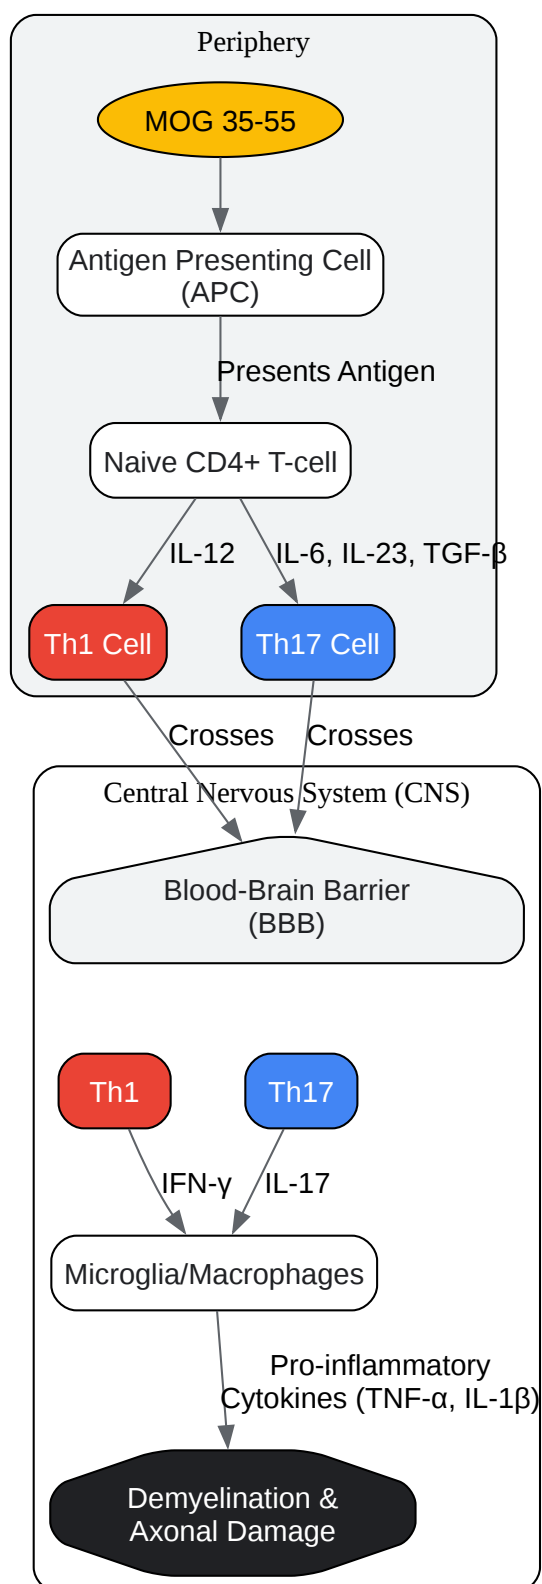 Periphery
MOG 35-55
Antigen Presenting Cell
(APC)
Presents Antigen
Naive CD4+ T-cell
IL-12
IL-6, IL-23, TGF-β
Th1 Cell
Th17 Cell
Crosses
Crosses
Central Nervous System (CNS)
Blood-Brain Barrier
(BBB)
Th1
Th17
IFN-γ
IL-17
Microglia/Macrophages
Pro-inflammatory
Cytokines (TNF-α, IL-1β)
Demyelination &
Axonal Damage